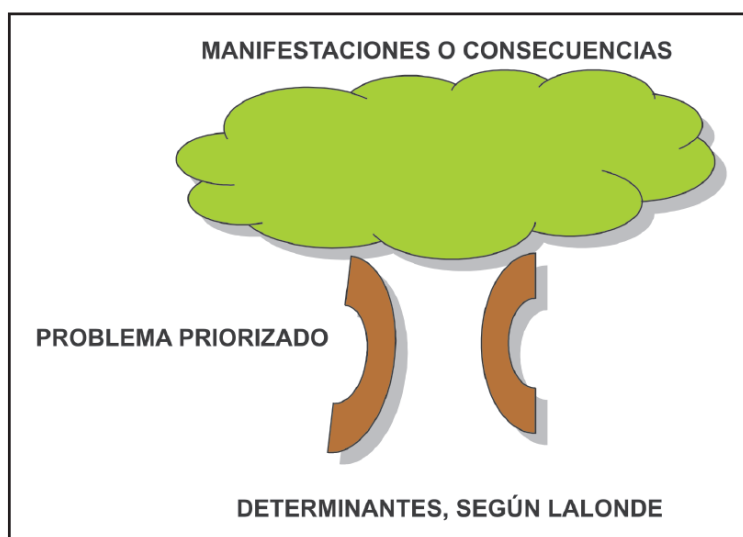 MANIFESTACIONES O CONSECUENCIAS
PROBLEMA PRIORIZADO
DETERMINANTES, SEGÚN LALONDE